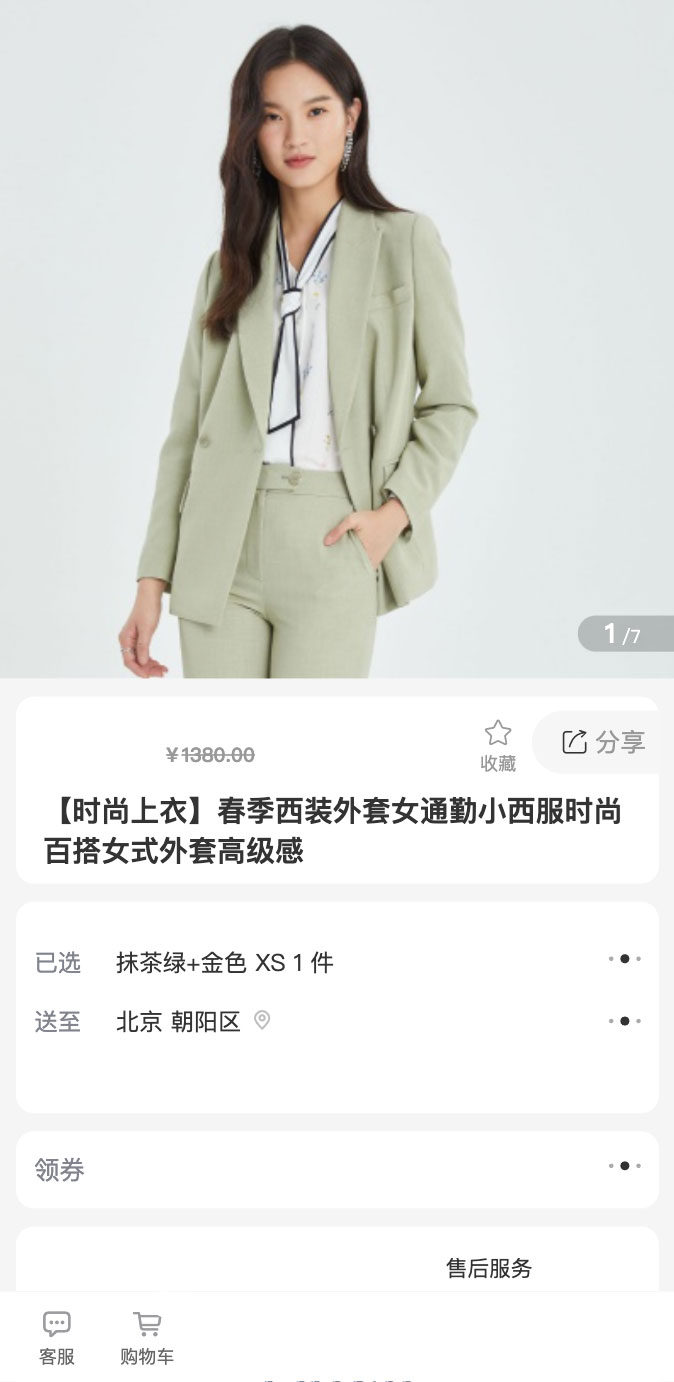 1/7
¥1380.00
收藏
分享
【时尚上衣】春季西装外套女通勤小西服时尚
百搭女式外套高级感
已选 抹茶绿+金色 XS 1 件
送至 北京 朝阳区
领券
售后服务
客服
购物车